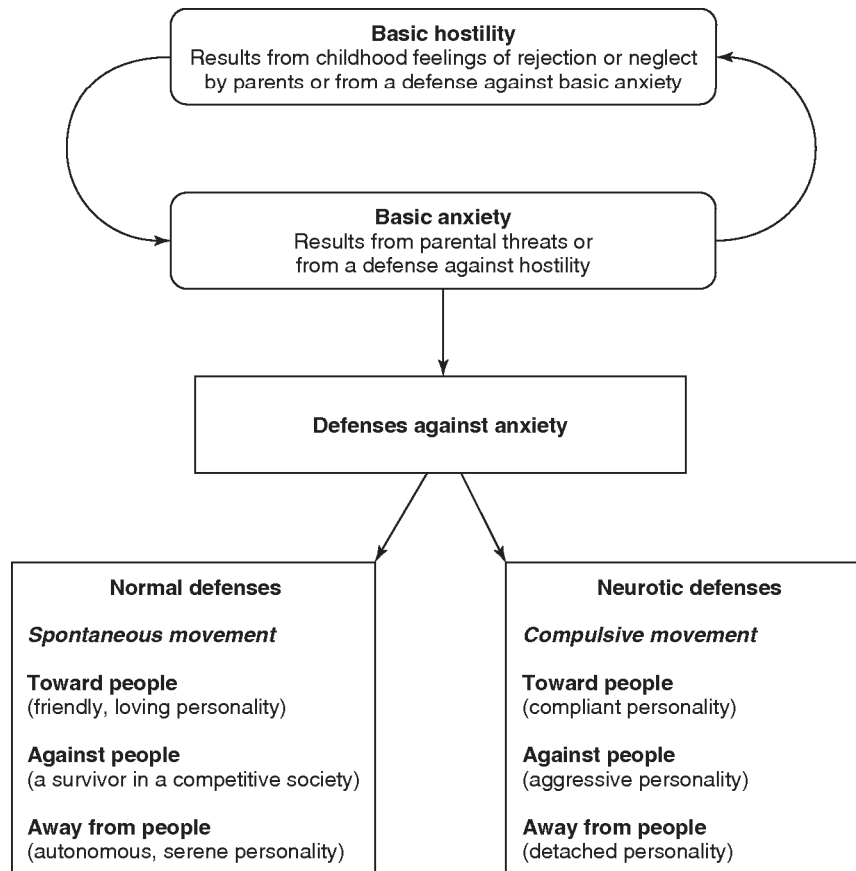 Basic hostility
Results from childhood feelings of rejection or neglect
by parents or from a defense against basic anxiety
Basic anxiety
Results from parental threats or
from a defense against hostility
Defenses against anxiety
Normal defenses
Spontaneous movement
Toward people
(friendly, loving personality)
Against people
(a survivor in a competitive society)
Away from people
(autonomous, serene personality)
Neurotic defenses
Compulsive movement
Toward people
(compliant personality)
Against people
(aggressive personality)
Away from people
(detached personality)